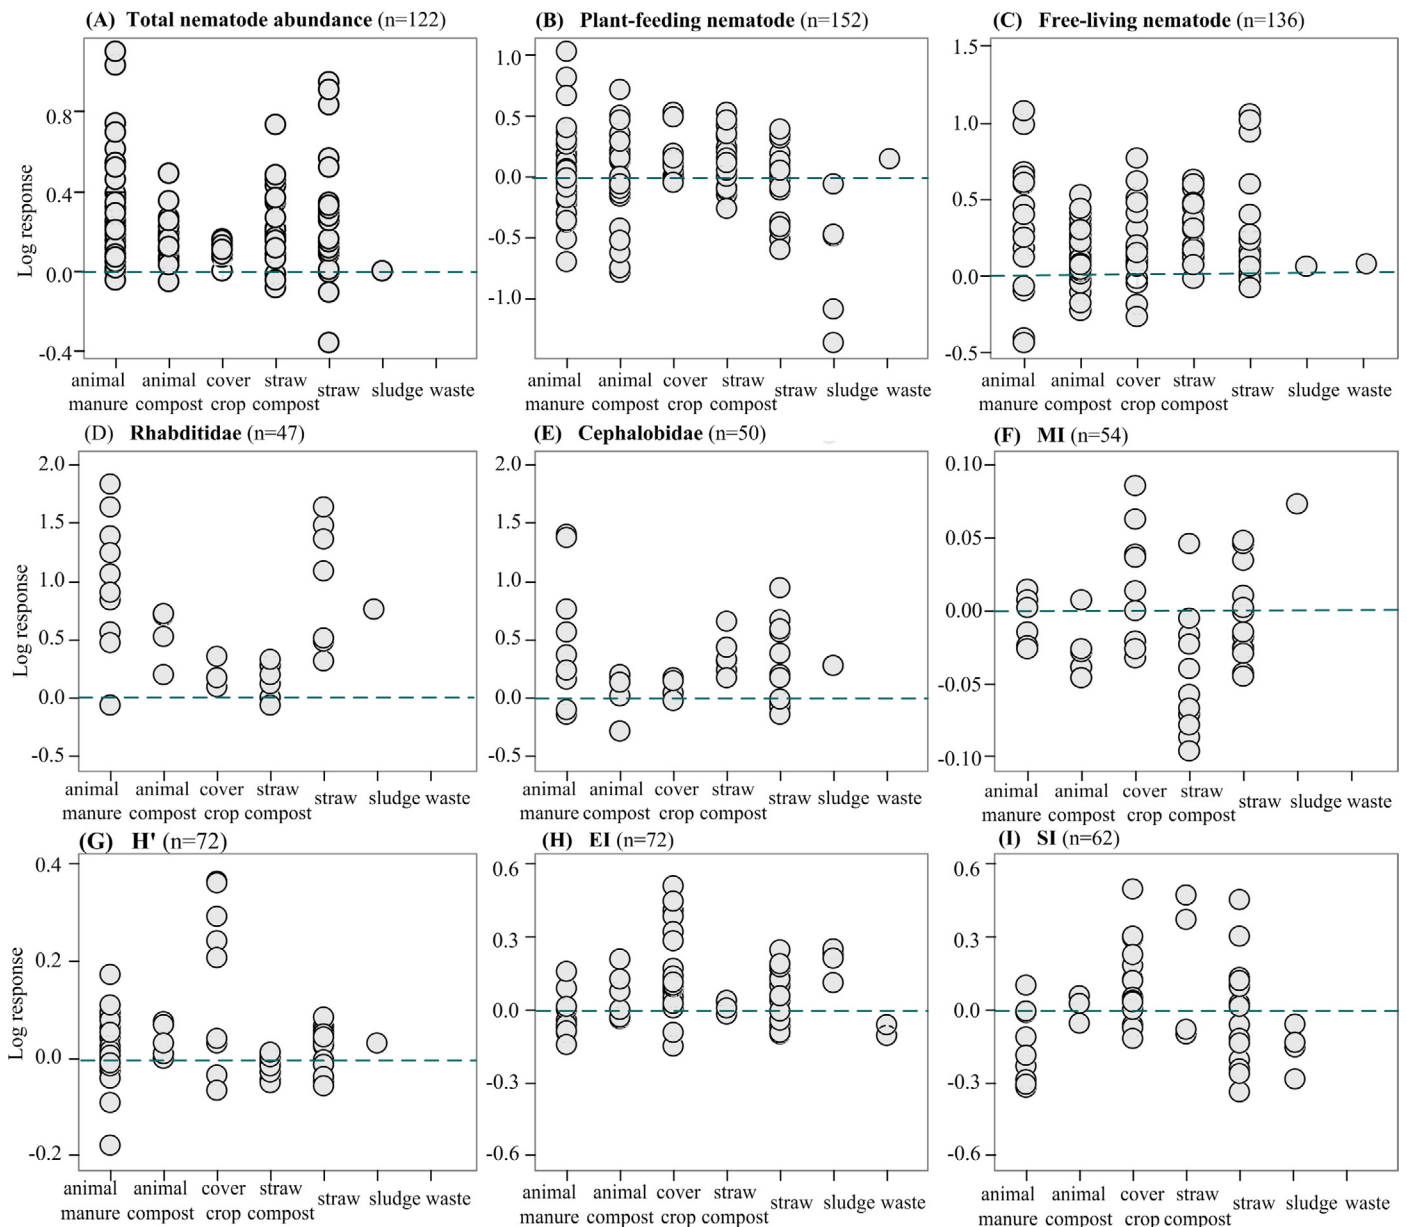 (A) Total nematode abundance (n=122)
(B) Plant-feeding nematode (n=152)
(C) Free-living nematode (n=136)
Log response
0.8
0.4
0.0
-0.4
animal manure
animal compost
cover crop
straw compost
straw
sludge
waste
1.0
0.5
0.0
-0.5
-1.0
animal manure
animal compost
cover crop
straw compost
straw
sludge
waste
1.5
1.0
0.5
0.0
-0.5
animal manure
animal compost
cover crop
straw compost
straw
sludge
waste
(D) Rhabditidae (n=47)
(E) Cephalobidae (n=50)
(F) MI (n=54)
Log response
2.0
1.5
1.0
0.5
0.0
-0.5
animal manure
animal compost
cover crop
straw compost
straw
sludge
waste
2.0
1.5
1.0
0.5
0.0
-0.5
animal manure
animal compost
cover crop
straw compost
straw
sludge
waste
0.10
0.05
0.00
-0.05
-0.10
animal manure
animal compost
cover crop
straw compost
straw
sludge
waste
(G) H' (n=72)
(H) EI (n=72)
(I) SI (n=62)
Log response
0.4
0.2
0.0
-0.2
animal manure
animal compost
cover crop
straw compost
straw
sludge
waste
0.6
0.3
0.0
-0.3
-0.6
animal manure
animal compost
cover crop
straw compost
straw
sludge
waste
0.6
0.3
0.0
-0.3
-0.6
animal manure
animal compost
cover crop
straw compost
straw
sludge
waste